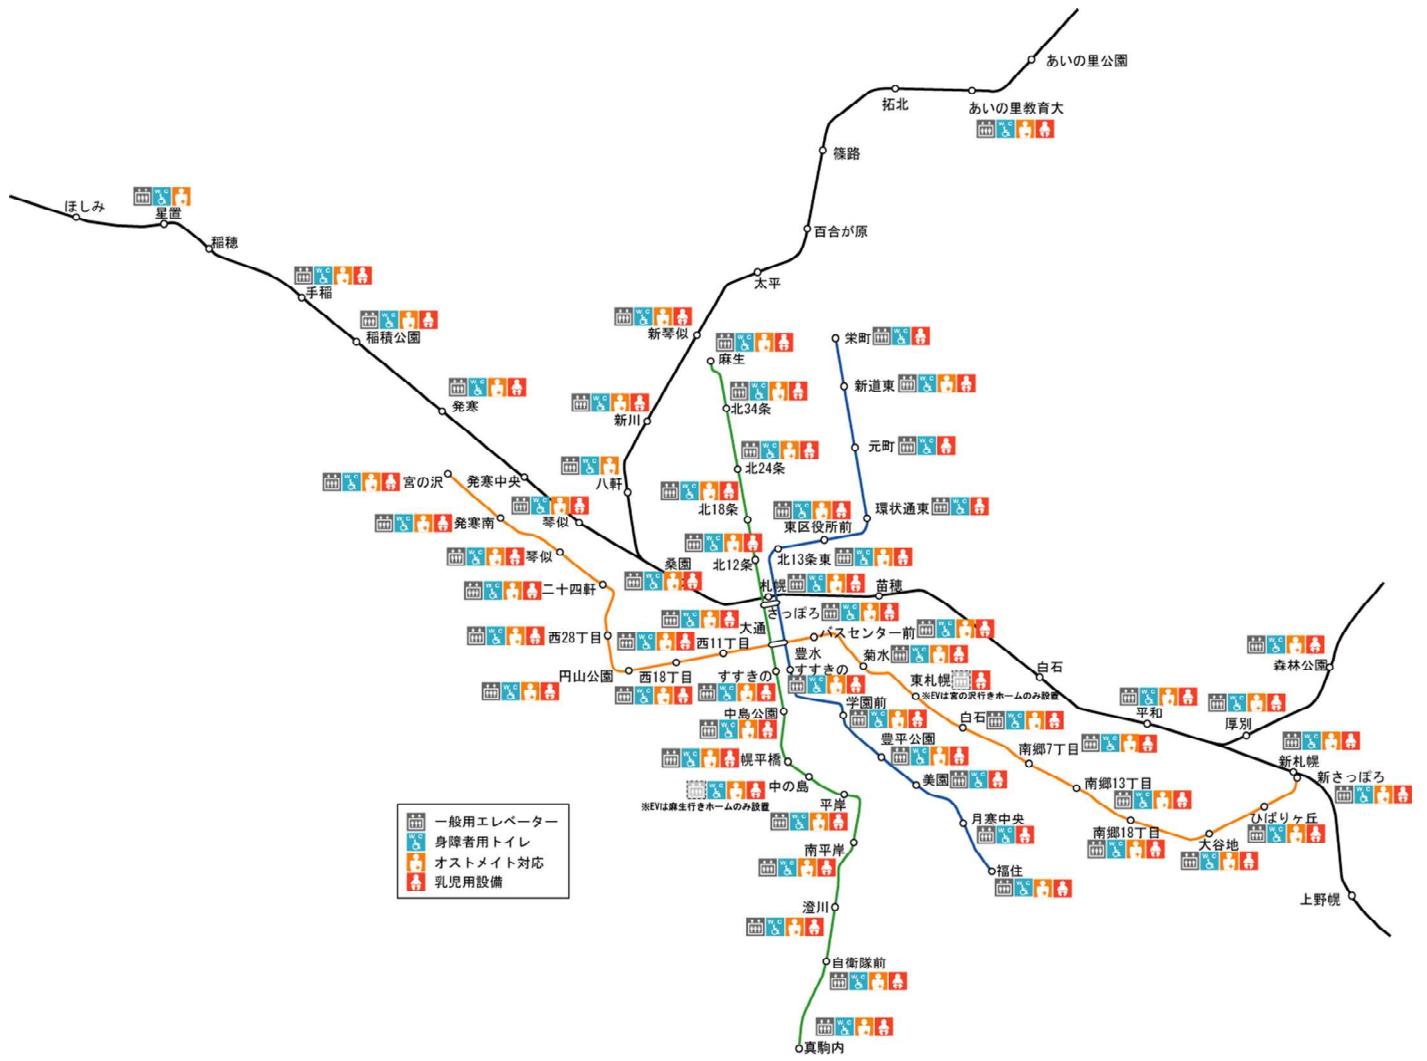 あいの里公園
拓北
あいの里教育大
篠路
ほしみ
星置
稲穂
百合が原
太平
手稲
稲積公園
新琴似
麻生
栄町
発寒
新川
北34条
新道東
元町
宮の沢
発寒中央
八軒
北24条
発寒南
琴似
北18条
東区役所前
環状通東
琴似
桑園
北12条
北13条東
二十四軒
札幌
苗穂
さっぽろ
西28丁目
西11丁目
大通
バスセンター前
豊水
すすきの
菊水
白石
森林公園
円山公園
西18丁目
すすきの
東札幌
※EVは宮の沢行きホームのみ設置
中島公園
学園前
白石
平和
厚別
幌平橋
豊平公園
南郷7丁目
新札幌
新さっぽろ
中の島
※EVは麻生行きホームのみ設置
美園
南郷13丁目
平岸
月寒中央
南郷18丁目
ひばりヶ丘
大谷地
一般用エレベーター
身障者用トイレ
オストメイト対応
乳児用設備
南平岸
福住
上野幌
澄川
自衛隊前
真駒内